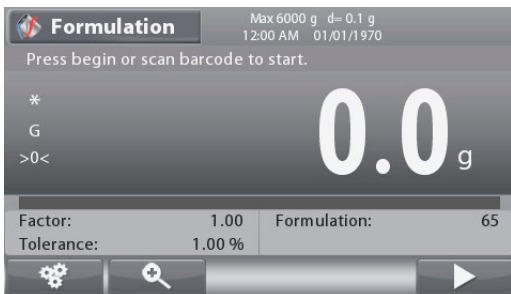 Formulation
Max 6000 g d= 0.1 g
12:00 AM 01/01/1970
Press begin or scan barcode to start.
*
G
>0<
0.0 g
Factor: 1.00
Formulation: 65
Tolerance: 1.00 %